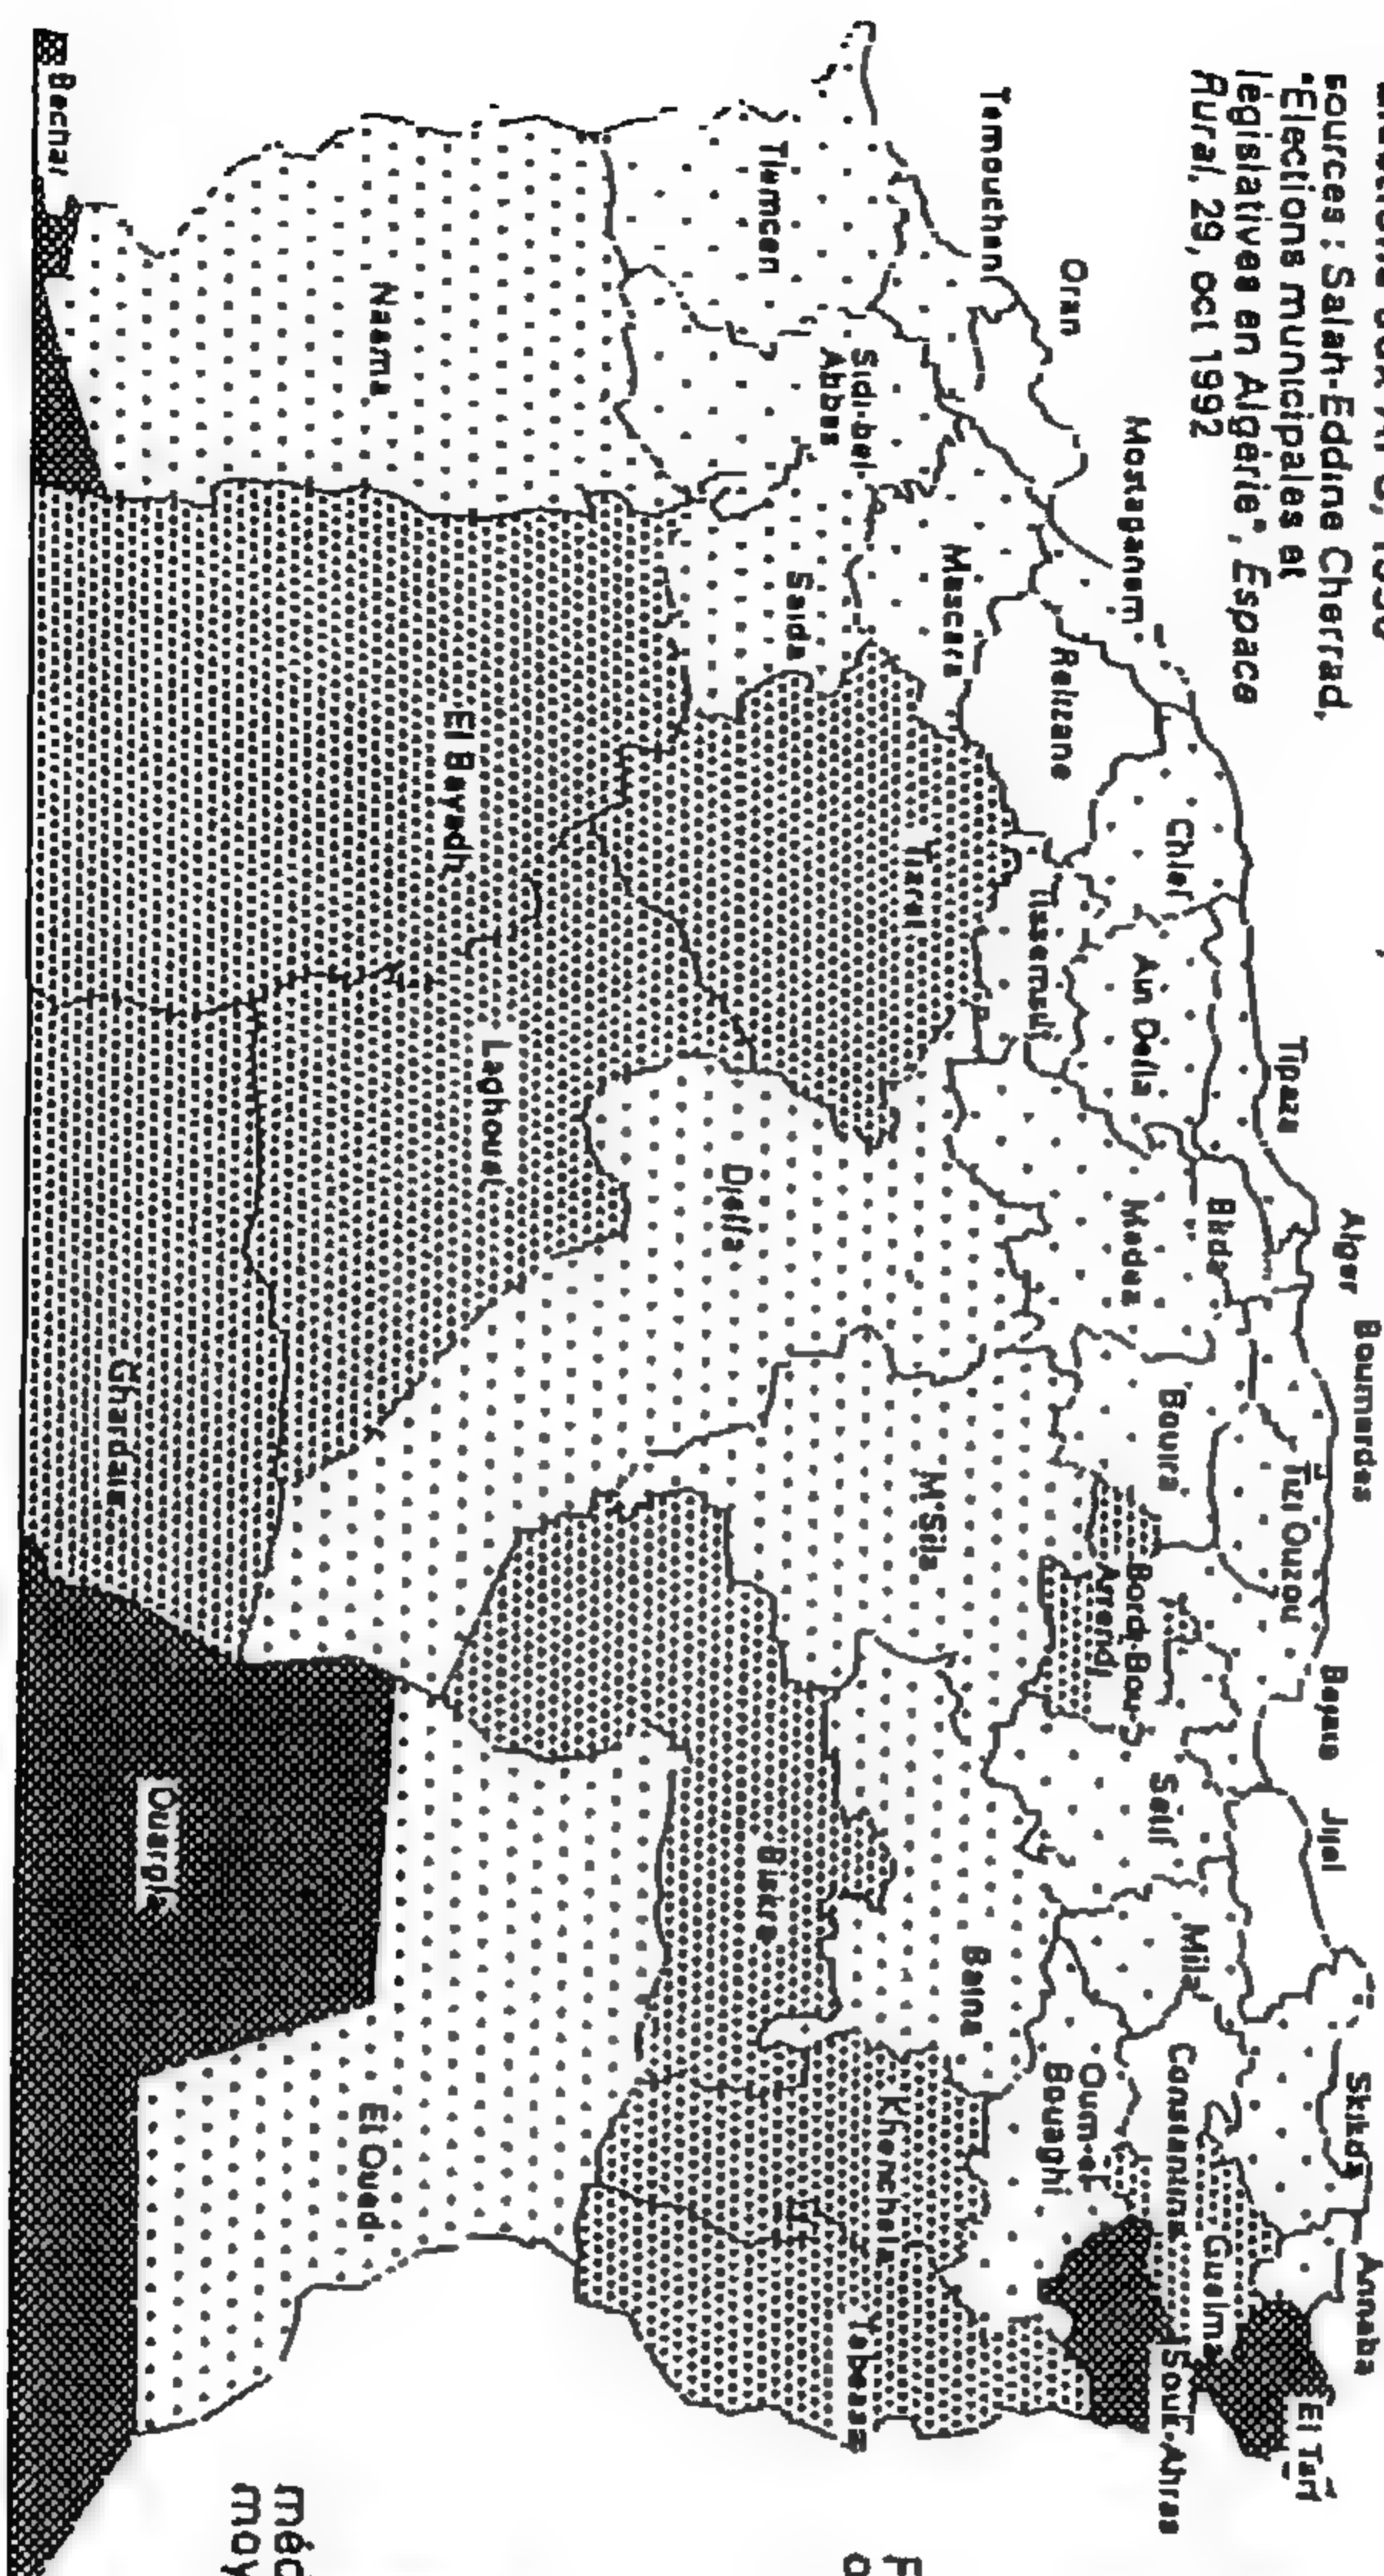 sources : Salah-Eddine Cherrad,
"Elections municipales et
législatives en Algérie", Espace
Rural, 29, oct 1992
Temouchent
Oran
Mostaganem
Tipaza
Alger
Boumerdes
Bejaia
Jijel
Skikda
Annaba
El Tarf
Souk-Ahras
Guelma
Constantine
Mila
Setif
Tizi Ouzou
Bouira
Blida
Medea
Ain Defla
Chlef
Relizane
Tissemsilt
Mascara
Sidi-bel-
Abbes
Tlemcen
Saida
Tiaret
Djelfa
M'Sila
Bordj-Bou-
Arreridj
Batna
Oum-el-
Bouaghi
Khenchela
Tebessa
Biskra
Naama
El Bayadh
Laghouat
El Oued
Bechar
Ghardaia
Ouargla